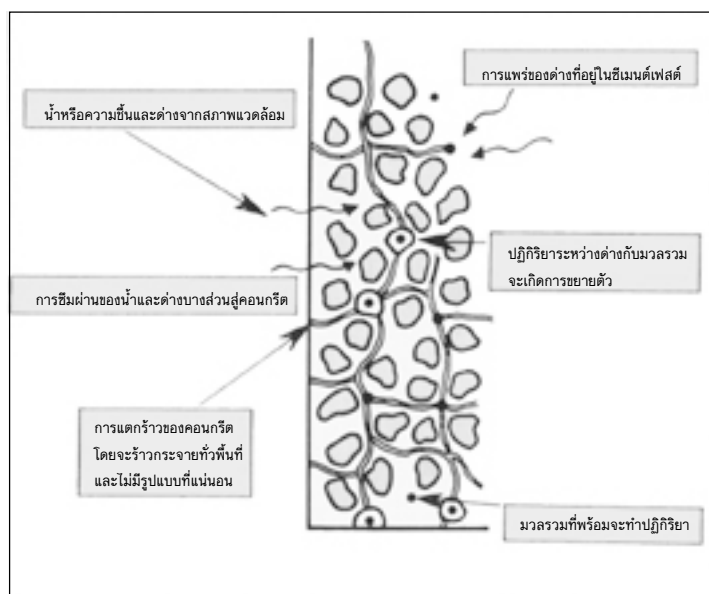 การแพร่ของด่างที่อยู่ในซีเมนต์เฟสต์
น้ำหรือความชื้นและด่างจากสภาพแวดล้อม
ปฏิกิริยาระหว่างด่างกับมวลรวม
จะเกิดการขยายตัว
การซึมผ่านของน้ำและด่างบางส่วนสู่คอนกรีต
การแตกร้าวของคอนกรีต
โดยจะร้าวกระจายทั่วพื้นที่
และไม่มีรูปแบบที่แน่นอน
มวลรวมที่พร้อมจะทำปฏิกิริยา